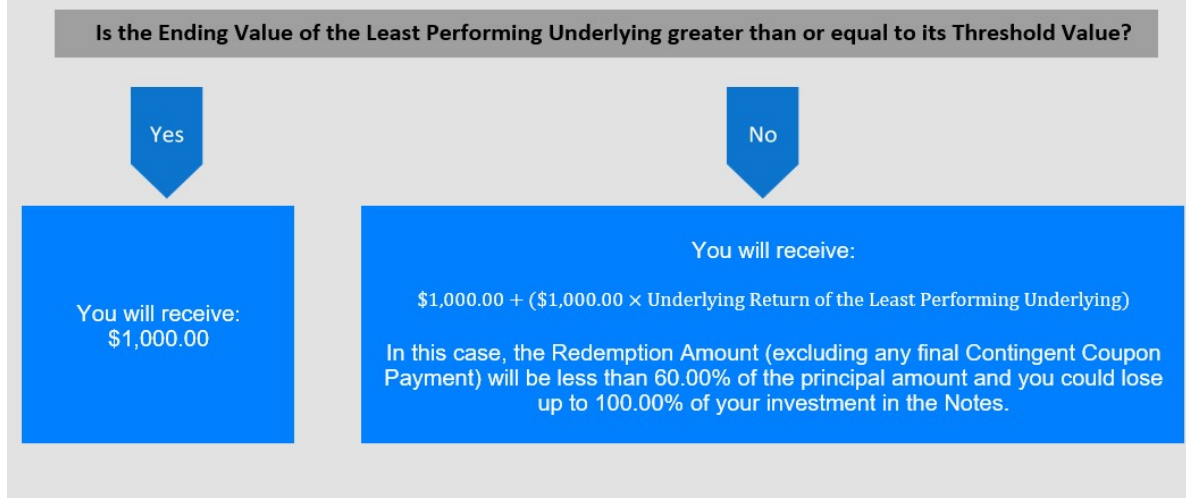 Is the Ending Value of the Least Performing Underlying greater than or equal to its Threshold Value?
Yes
No
You will receive:
$1,000.00
You will receive:
$1,000.00 + ($1,000.00 × Underlying Return of the Least Performing Underlying)
In this case, the Redemption Amount (excluding any final Contingent Coupon
Payment) will be less than 60.00% of the principal amount and you could lose
up to 100.00% of your investment in the Notes.